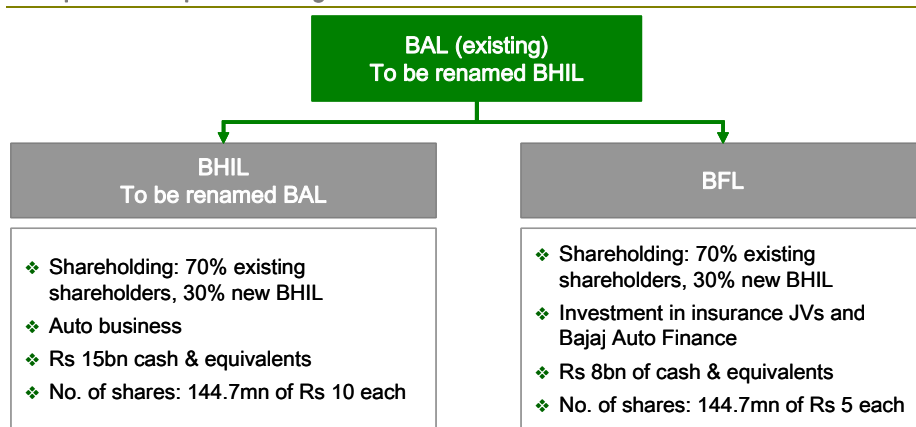 BAL (existing)
To be renamed BHIL
BHIL
To be renamed BAL
❖ Shareholding: 70% existing
shareholders, 30% new BHIL
❖ Auto business
❖ Rs 15bn cash & equivalents
❖ No. of shares: 144.7mn of Rs 10 each
BFL
❖ Shareholding: 70% existing
shareholders, 30% new BHIL
❖ Investment in insurance JVs and
Bajaj Auto Finance
❖ Rs 8bn of cash & equivalents
❖ No. of shares: 144.7mn of Rs 5 each